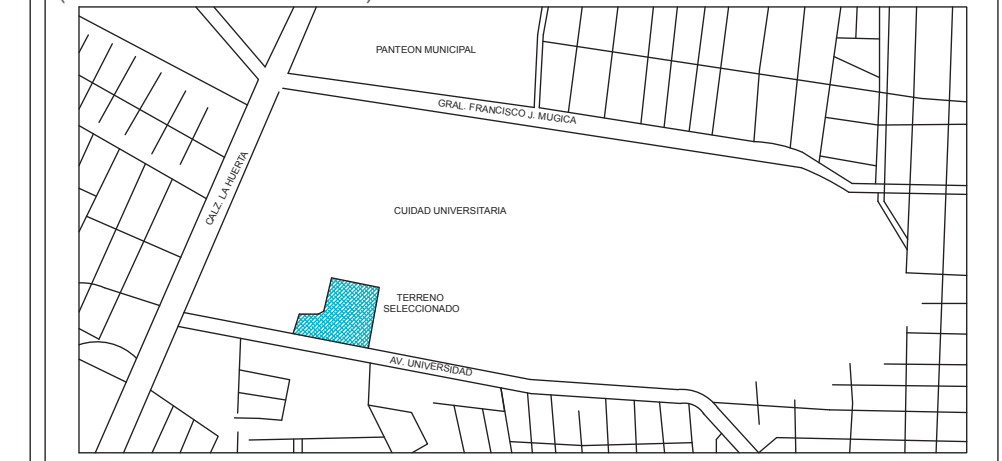 PANTEON MUNICIPAL
GRAL. FRANCISCO J. MUGICA
CALZ. LA HUERTA
CUIDAD UNIVERSITARIA
TERRENO
SELECCIONADO
AV. UNIVERSIDAD